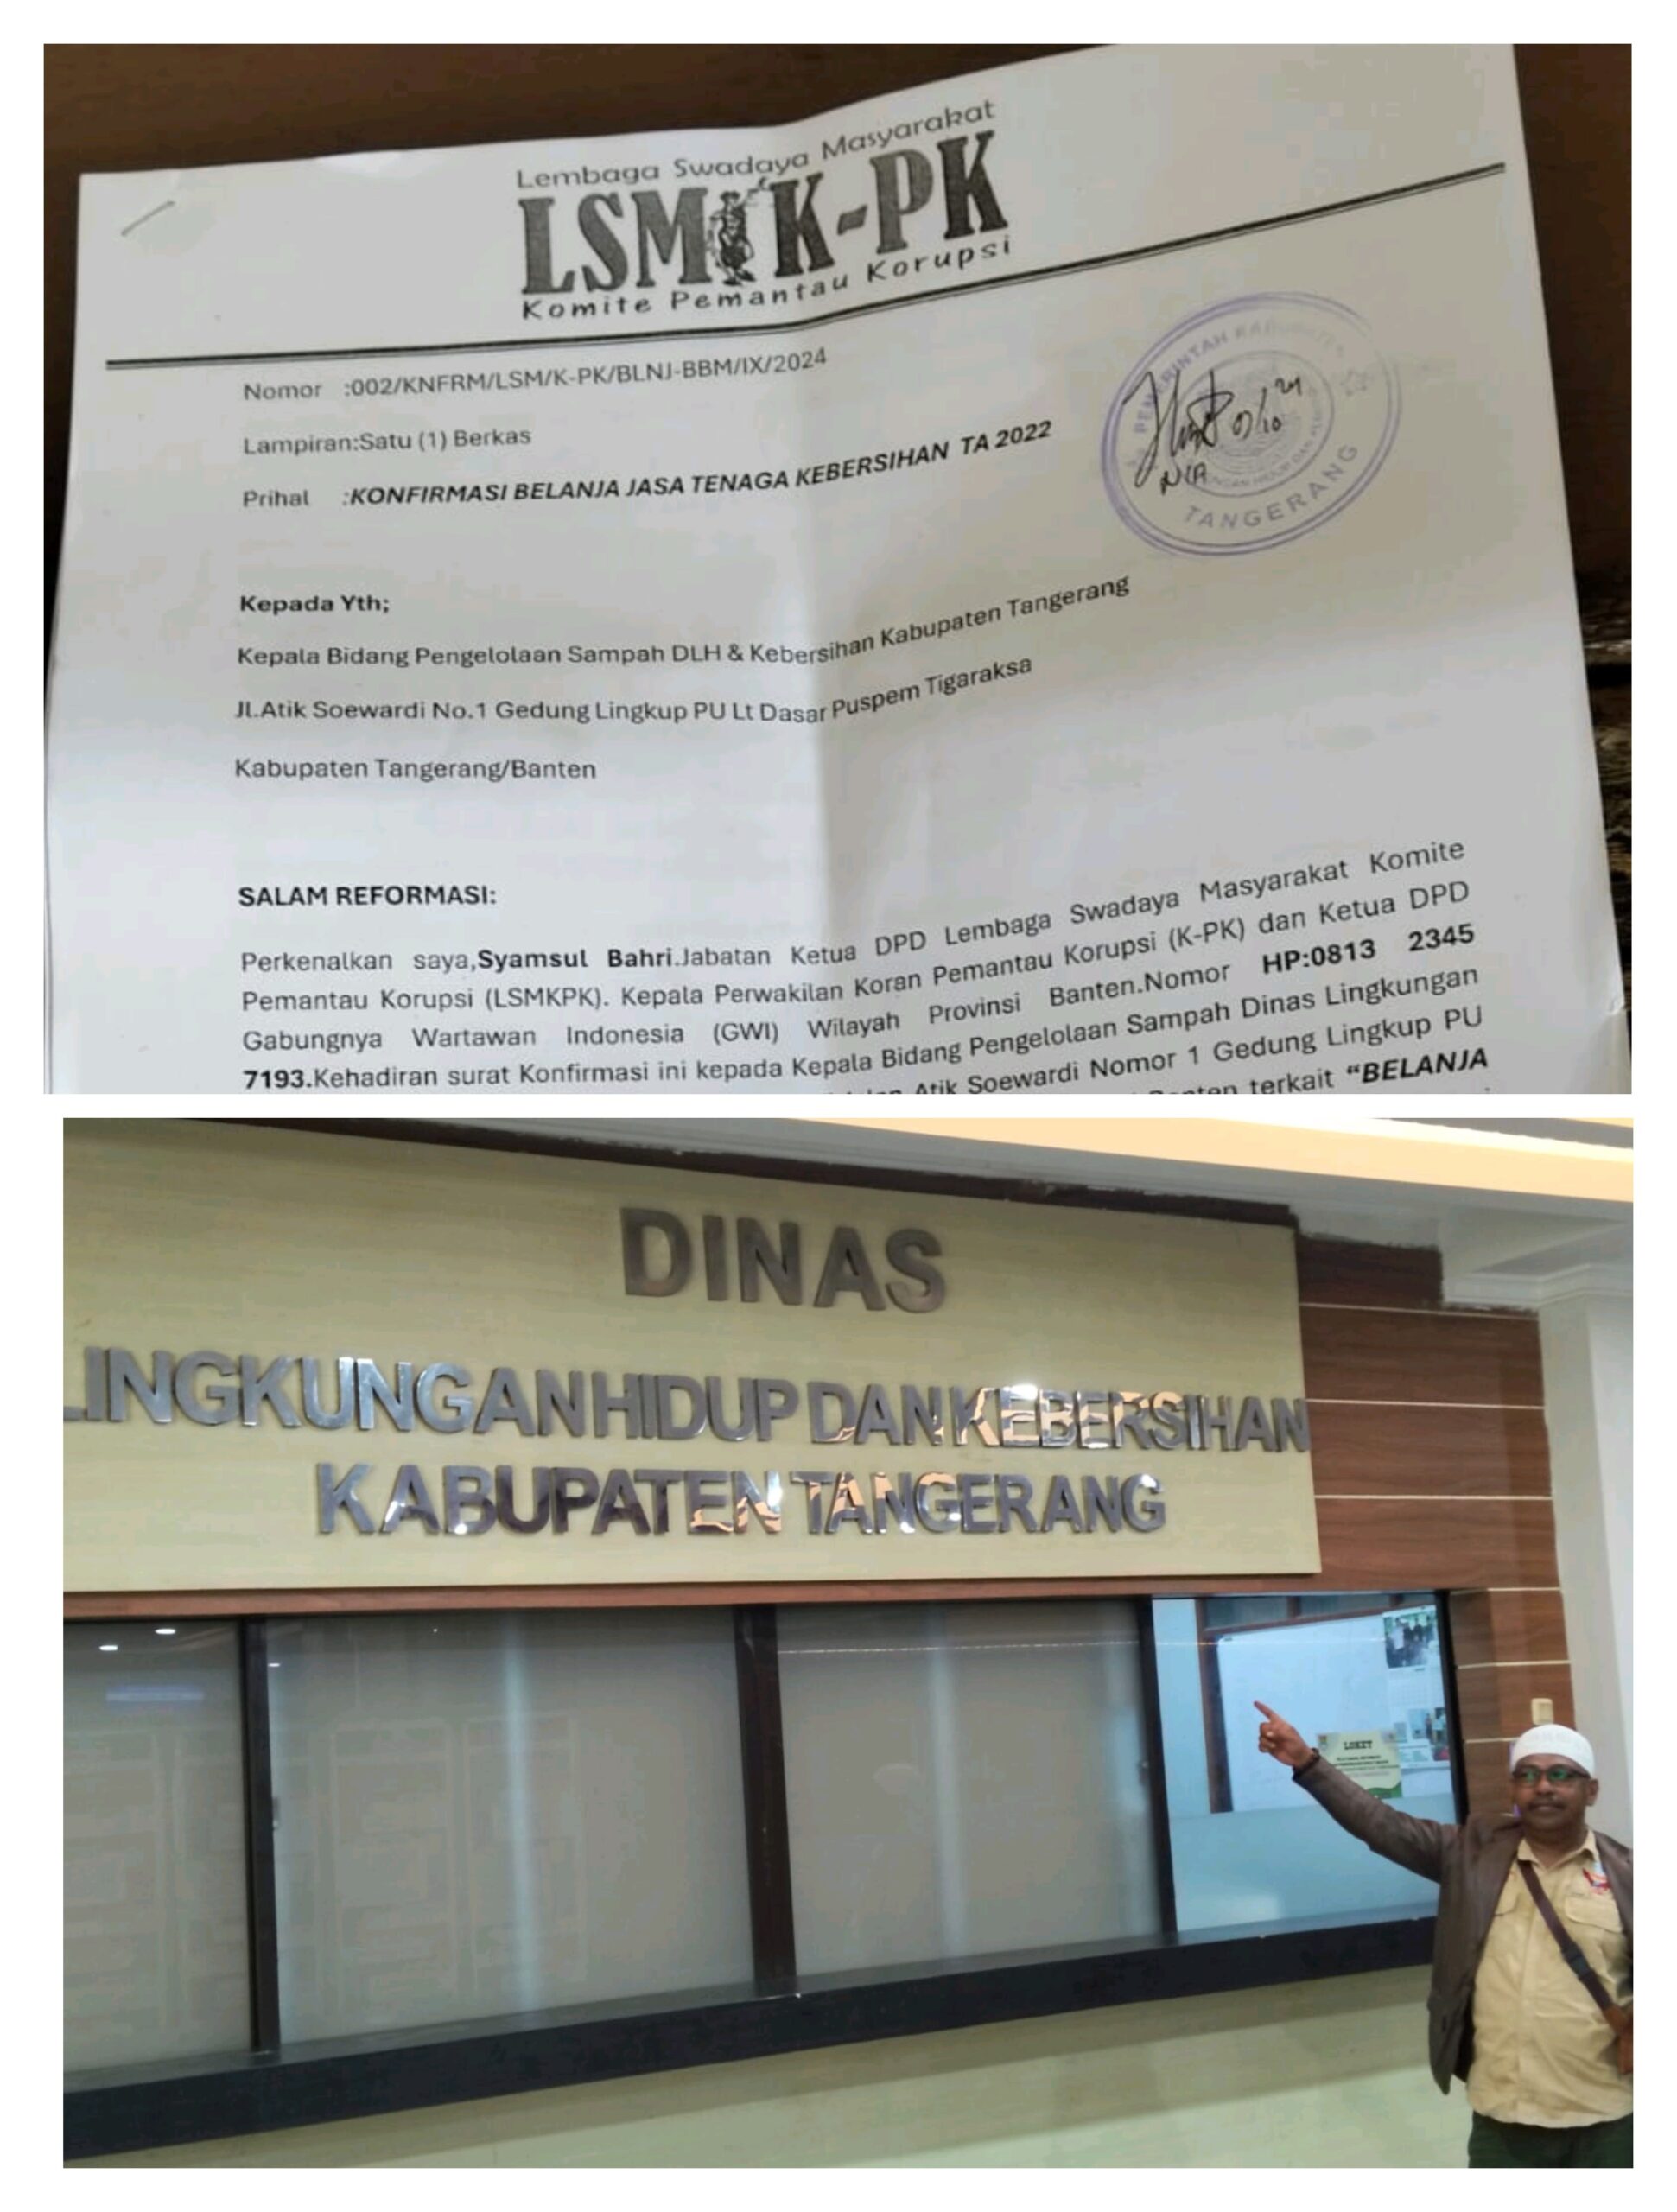 Lembaga Swadaya Masyarakat
LSM K-PK
Komite Pemantau Korupsi
Nomor :002/KNFRM/LSM/K-PK/BLNJ-BBM/IX/2024
Lampiran:Satu (1) Berkas
Prihal :KONFIRMASI BELANJA JASA TENAGA KEBERSIHAN TA 2022
PEMERINTAH KABUPATEN
TANGERANG
NIA
Kepada Yth;
Kepala Bidang Pengelolaan Sampah DLH & Kebersihan Kabupaten Tangerang
Jl.Atik Soewardi No.1 Gedung Lingkup PU Lt Dasar Puspem Tigaraksa
Kabupaten Tangerang/Banten
SALAM REFORMASI:
Perkenalkan saya,Syamsul Bahri.Jabatan Ketua DPD Lembaga Swadaya Masyarakat Komite
Pemantau Korupsi (LSMKPK). Kepala Perwakilan Koran Pemantau Korupsi (K-PK) dan Ketua DPD
Gabungnya Wartawan Indonesia (GWI) Wilayah Provinsi Banten.Nomor HP:0813 2345
7193.Kehadiran surat Konfirmasi ini kepada Kepala Bidang Pengelolaan Sampah Dinas Lingkungan
Atik Soewardi Nomor 1 Gedung Lingkup PU
terkait "BELANJA
DINAS
LINGKUNGAN HIDUP DAN KEBERSIHAN
KABUPATEN TANGERANG
LOKET